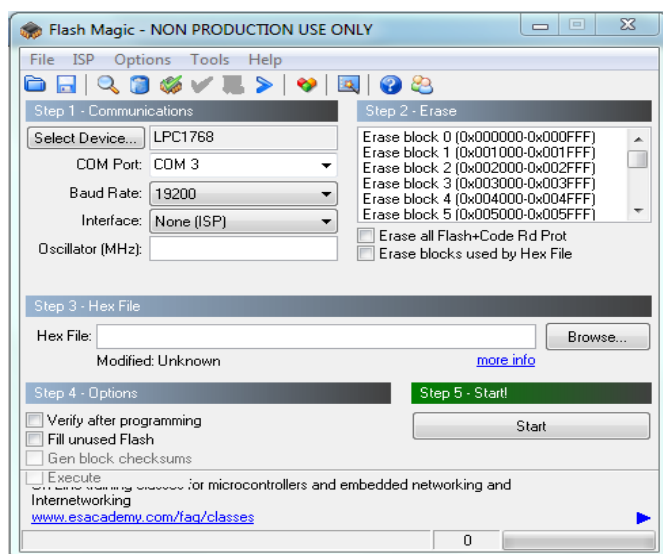 Flash Magic - NON PRODUCTION USE ONLY
File ISP Options Tools Help
Step 1 - Communications
Select Device... LPC1768
COM Port: COM 3
Baud Rate: 19200
Interface: None (ISP)
Oscillator (MHz):
Step 2 - Erase
Erase block 0 (0x000000-0x000FFF)
Erase block 1 (0x001000-0x001FFF)
Erase block 2 (0x002000-0x002FFF)
Erase block 3 (0x003000-0x003FFF)
Erase block 4 (0x004000-0x004FFF)
Erase block 5 (0x005000-0x005FFF)
Erase all Flash+Code Rd Prot
Erase blocks used by Hex File
Step 3 - Hex File
Hex File: Browse...
Modified: Unknown more info
Step 4 - Options
Verify after programming
Fill unused Flash
Gen block checksums
Execute
Step 5 - Start!
Start
for microcontrollers and embedded networking and
Internetworking
www.esacademy.com/faq/classes
0